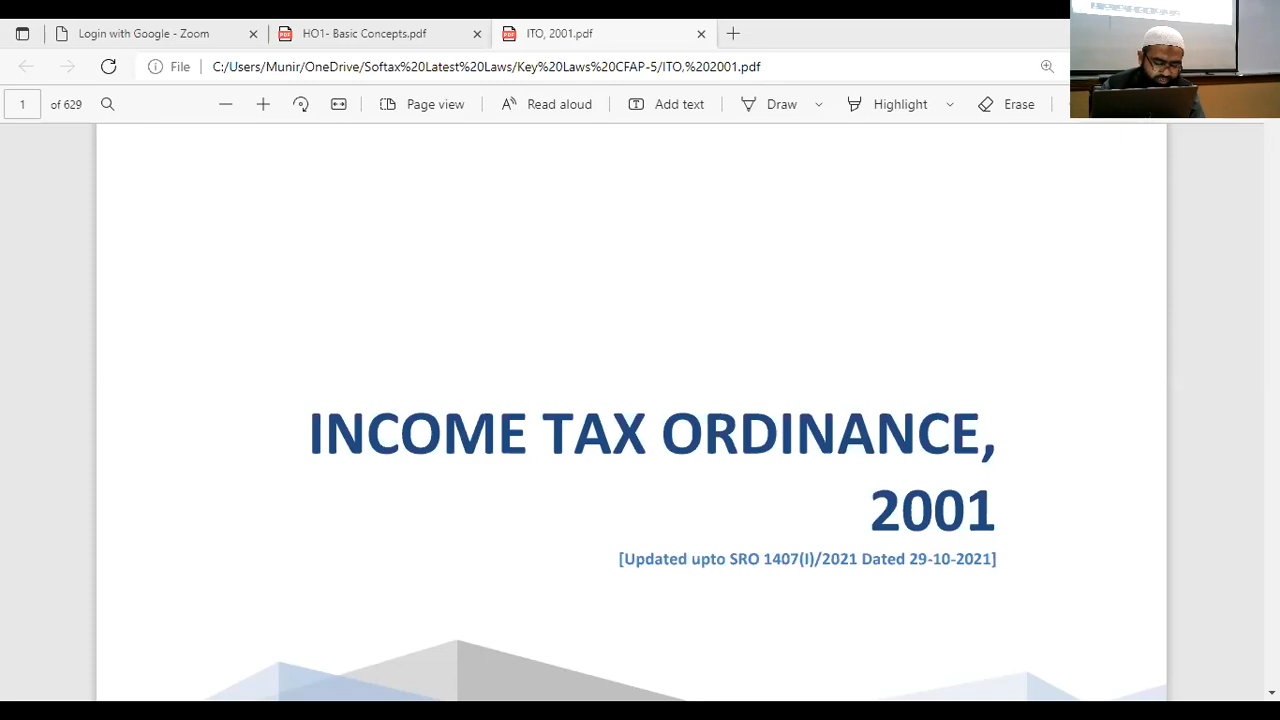 Login with Google - Zoom
HO1- Basic Concepts.pdf
ITO, 2001.pdf
File
C:/Users/Munir/OneDrive/Softax%20Latest%20Laws/Key%20Laws%20CFAP-5/ITO,%202001.pdf
1 of 629
Page view
Read aloud
Add text
Draw
Highlight
Erase
INCOME TAX ORDINANCE,
2001
[Updated upto SRO 1407(I)/2021 Dated 29-10-2021]